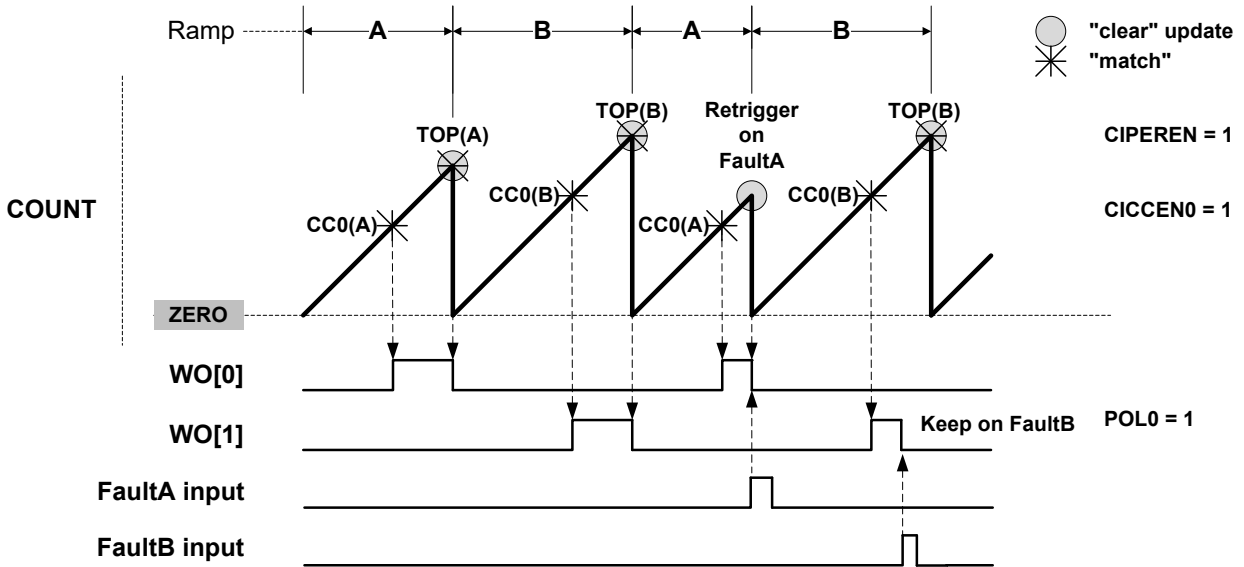 Ramp
A
B
A
B
"clear" update
"match"
TOP(A)
TOP(B)
Retrigger
on
FaultA
TOP(B)
CIPEREN = 1
COUNT
CC0(A)
CC0(B)
CC0(A)
CC0(B)
CICCEN0 = 1
ZERO
WO[0]
WO[1]
Keep on FaultB
POL0 = 1
FaultA input
FaultB input